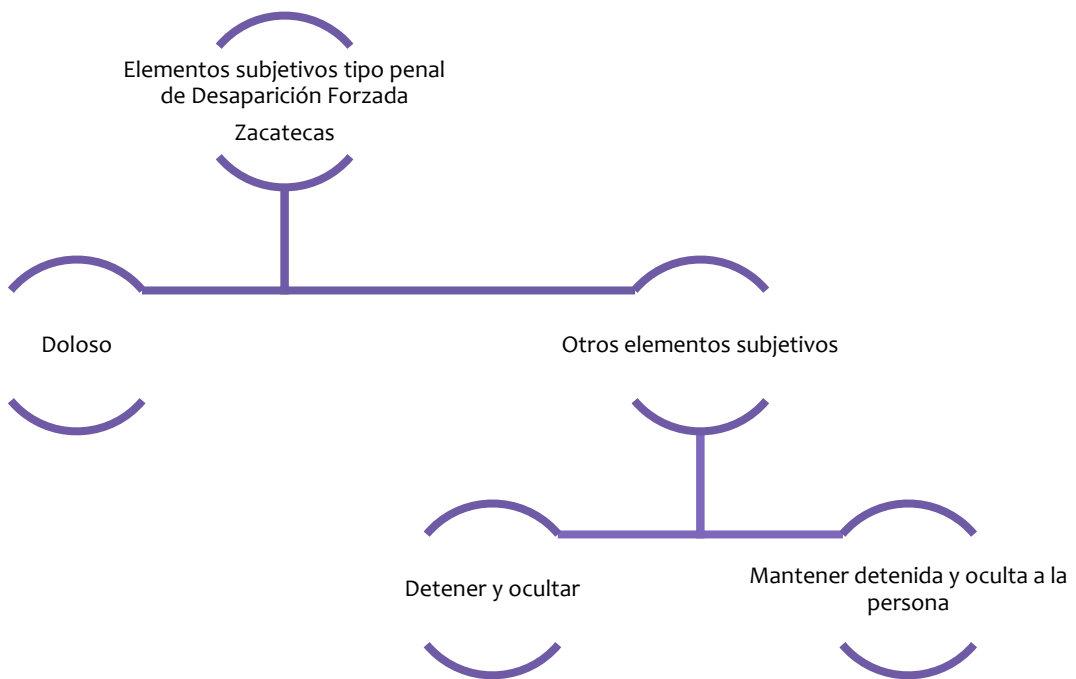 Elementos subjetivos tipo penal
de Desaparición Forzada
Zacatecas
Doloso
Otros elementos subjetivos
Detener y ocultar
Mantener detenida y oculta a la
persona